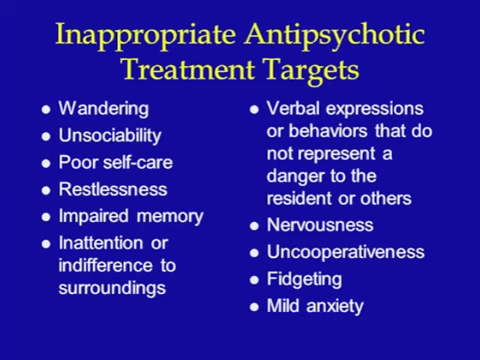 Inappropriate Antipsychotic
Treatment Targets
● Wandering
● Unsociability
● Poor self-care
● Restlessness
● Impaired memory
● Inattention or
indifference to
surroundings
● Verbal expressions
or behaviors that do
not represent a
danger to the
resident or others
● Nervousness
● Uncooperativeness
● Fidgeting
● Mild anxiety